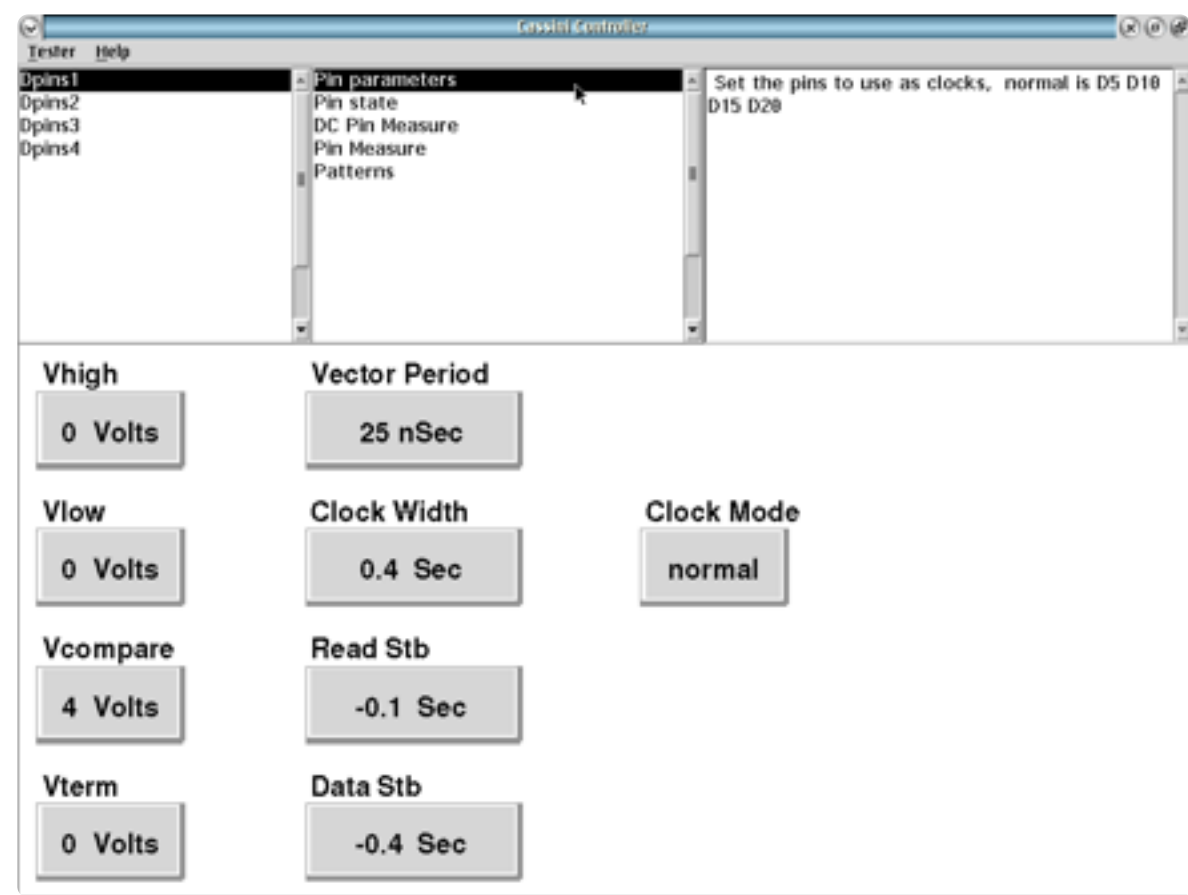 Cassini Controller
Tester Help
Dpins1
Dpins2
Dpins3
Dpins4
Pin parameters
Pin state
DC Pin Measure
Pin Measure
Patterns
Set the pins to use as clocks, normal is D5 D10
D15 D20
Vhigh
0 Volts
Vector Period
25 nSec
Vlow
0 Volts
Clock Width
0.4 Sec
Clock Mode
normal
Vcompare
4 Volts
Read Stb
-0.1 Sec
Vterm
0 Volts
Data Stb
-0.4 Sec